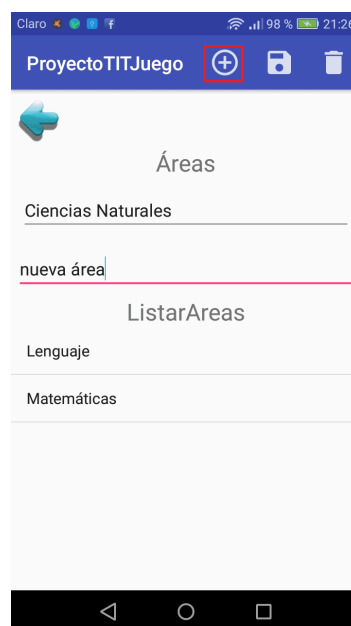 Claro 98 % 21:26
ProyectoTITJuego
Áreas
Ciencias Naturales
nueva área
ListarAreas
Lenguaje
Matemáticas